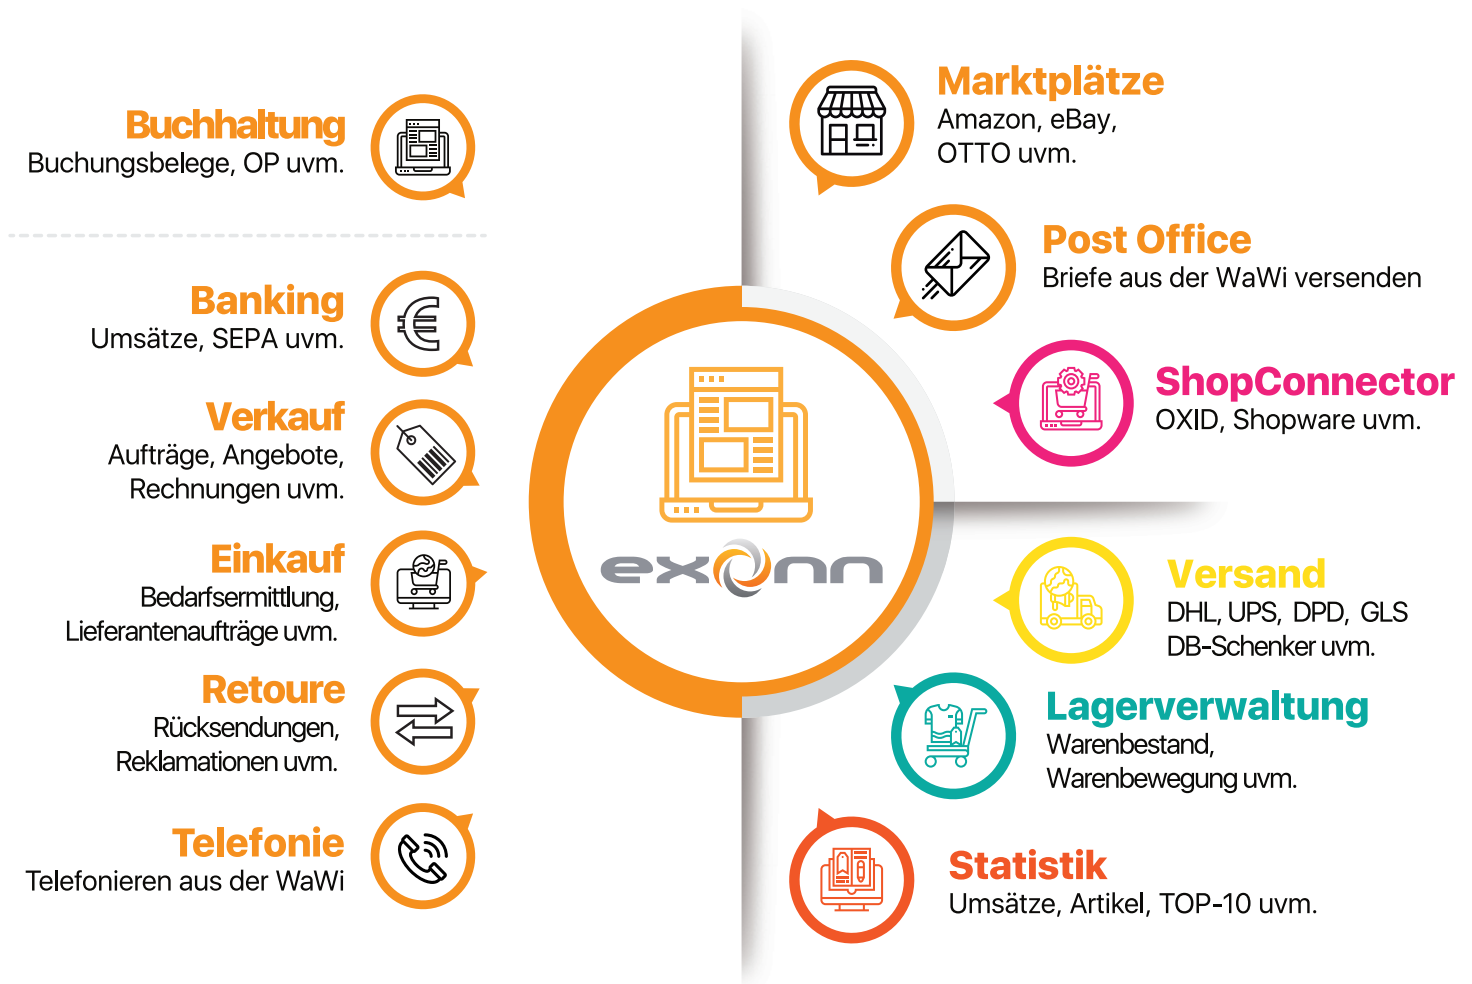 Buchhaltung
Buchungsbelege, OP uvm.
Banking
Umsätze, SEPA uvm.
Verkauf
Aufträge, Angebote,
Rechnungen uvm.
Einkauf
Bedarfsermittlung,
Lieferantenaufträge uvm.
Retoure
Rücksendungen,
Reklamationen uvm.
Telefonie
Telefonieren aus der WaWi
exonn
Marktplätze
Amazon, eBay,
OTTO uvm.
Post Office
Briefe aus der WaWi versenden
ShopConnector
OXID, Shopware uvm.
Versand
DHL, UPS, DPD, GLS
DB-Schenker uvm.
Lagerverwaltung
Warenbestand,
Warenbewegung uvm.
Statistik
Umsätze, Artikel, TOP-10 uvm.